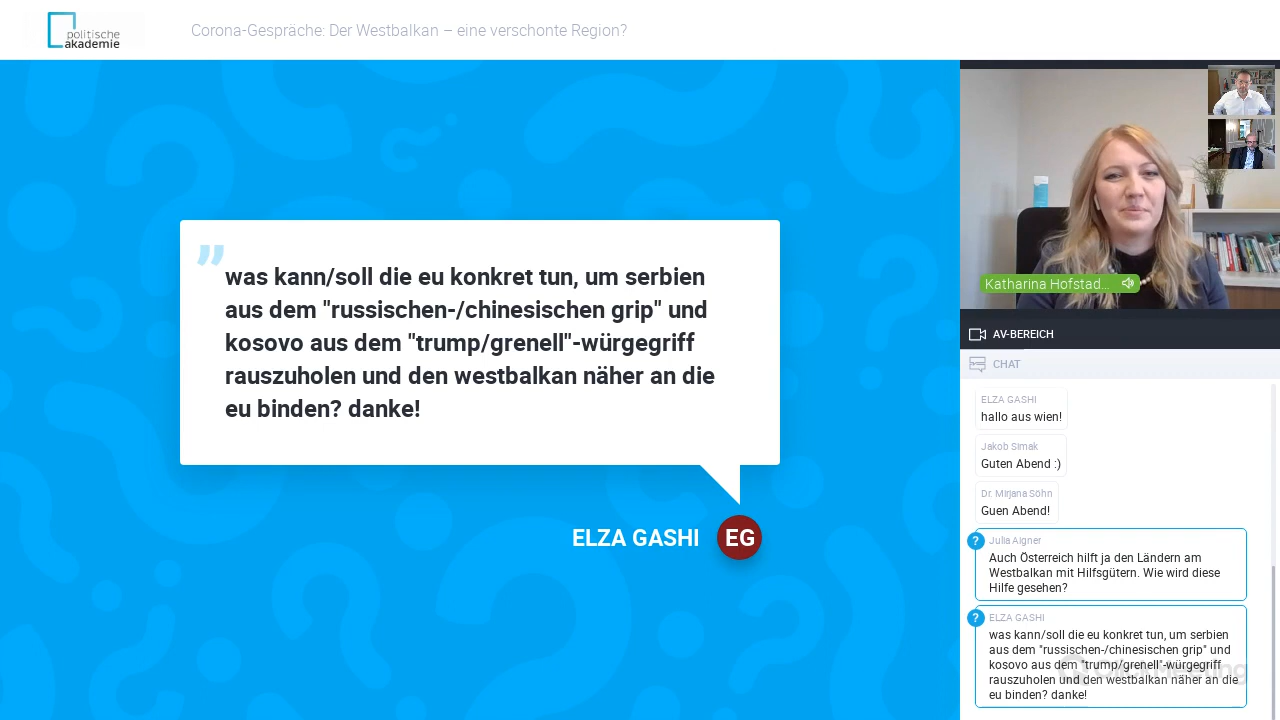 politische
akademie
Corona-Gespräche: Der Westbalkan – eine verschonte Region?
"
was kann/soll die eu konkret tun, um serbien
aus dem "russischen-/chinesischen grip" und
kosovo aus dem "trump/grenell"-würgegriff
rauszuholen und den westbalkan näher an die
eu binden? danke!
ELZA GASHI EG
Katharina Hofstad...
AV-BEREICH
CHAT
ELZA GASHI
hallo aus wien!
Jakob Simak
Guten Abend :)
Dr. Mirjana Söhn
Guen Abend!
? Julia Aigner
Auch Österreich hilft ja den Ländern am
Westbalkan mit Hilfsgütern. Wie wird diese
Hilfe gesehen?
? ELZA GASHI
was kann/soll die eu konkret tun, um serbien
aus dem "russischen-/chinesischen grip" und
kosovo aus dem "trump/grenell"-würgegriff
rauszuholen und den westbalkan näher an die
eu binden? danke!